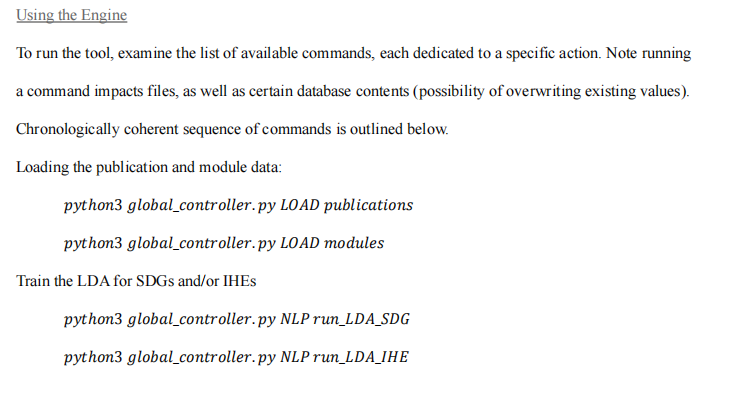 Using the Engine
To run the tool, examine the list of available commands, each dedicated to a specific action. Note running
a command impacts files, as well as certain database contents (possibility of overwriting existing values).
Chronologically coherent sequence of commands is outlined below.
Loading the publication and module data:
python3 global_controller.py LOAD publications
python3 global_controller.py LOAD modules
Train the LDA for SDGs and/or IHEs
python3 global_controller.py NLP run_LDA_SDG
python3 global_controller.py NLP run_LDA_IHE